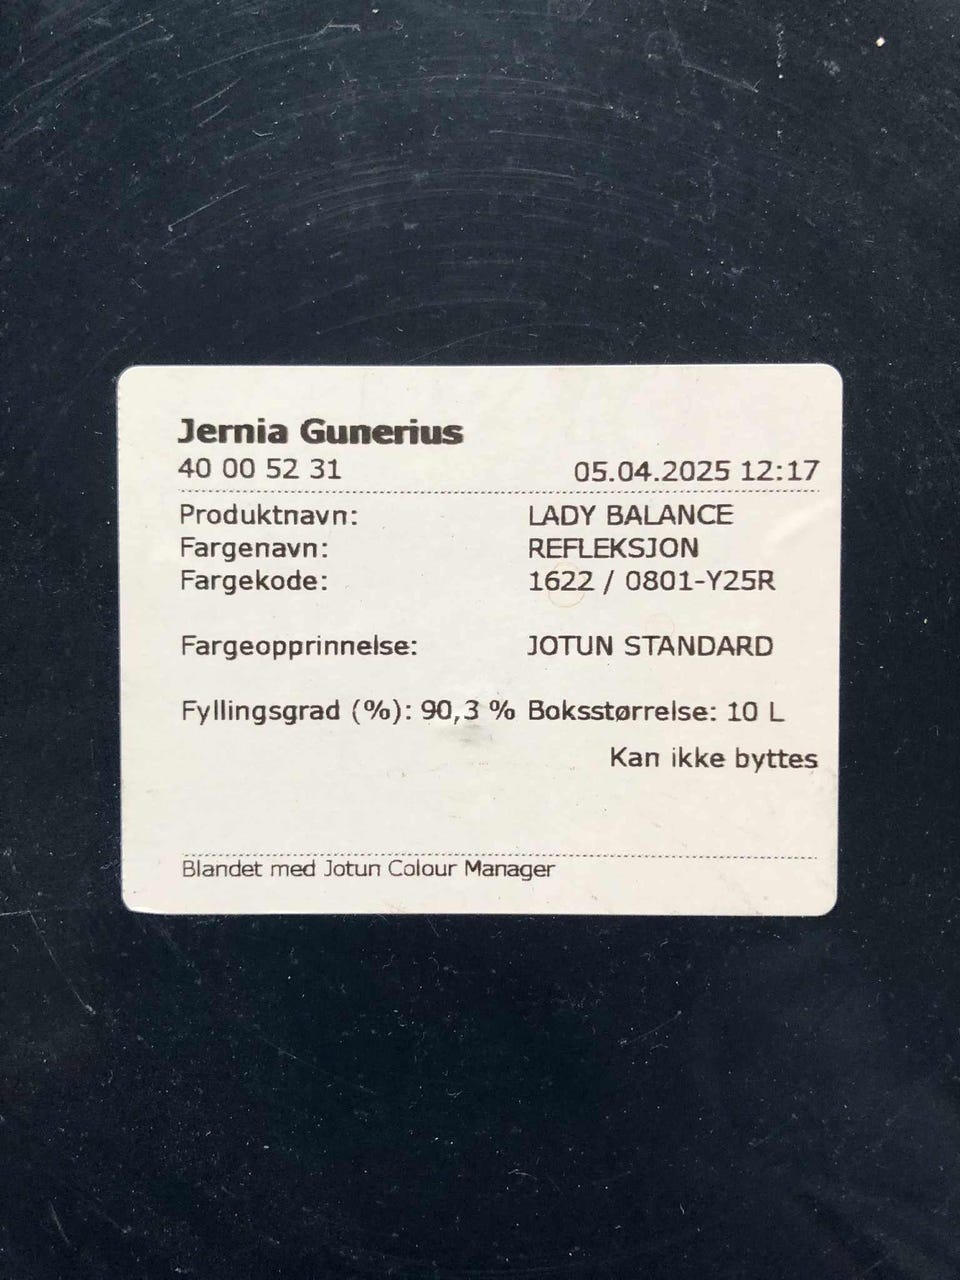 Jernia Gunerius
40 00 52 31 05.04.2025 12:17
Produktnavn: LADY BALANCE
Fargenavn: REFLEKSJON
Fargekode: 1622 / 0801-Y25R
Fargeopprinnelse: JOTUN STANDARD
Fyllingsgrad (%): 90,3 % Boksstørrelse: 10 L
Kan ikke byttes
Blandet med Jotun Colour Manager